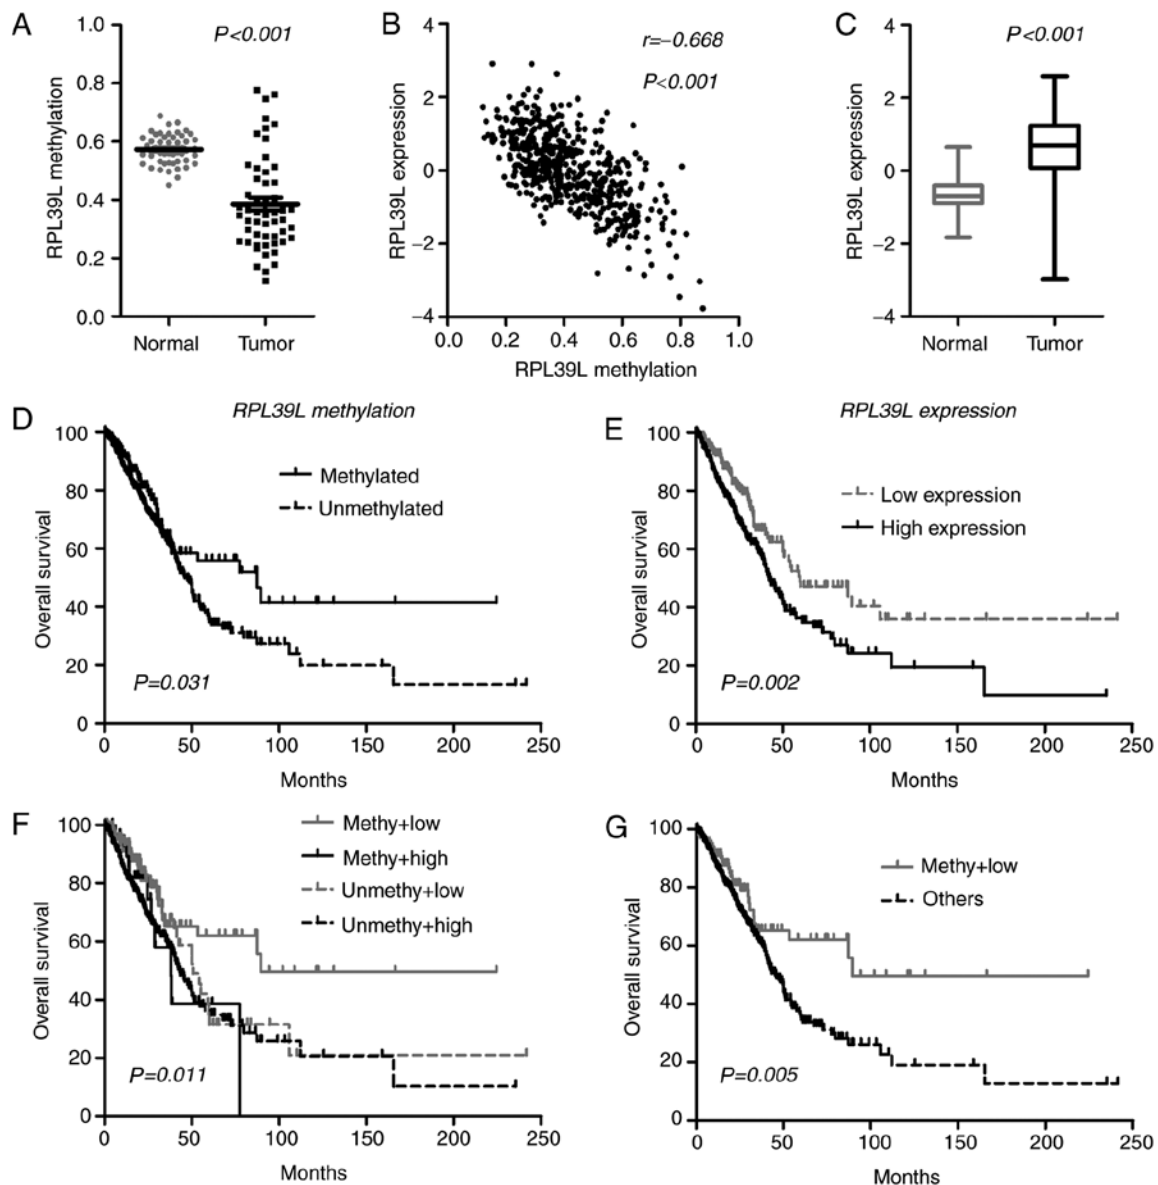 A
P<0.001
RPL39L methylation
1.0
0.8
0.6
0.4
0.2
0.0
Normal
Tumor
B
r=−0.668
P<0.001
RPL39L expression
4
2
0
−2
−4
0.0
0.2
0.4
0.6
0.8
1.0
RPL39L methylation
C
P<0.001
RPL39L expression
4
2
0
−2
−4
Normal
Tumor
D
RPL39L methylation
Methylated
Unmethylated
Overall survival
100
80
60
40
20
0
P=0.031
0
50
100
150
200
250
Months
E
RPL39L expression
Low expression
High expression
Overall survival
100
80
60
40
20
0
P=0.002
0
50
100
150
200
250
Months
F
Methy+low
Methy+high
Unmethy+low
Unmethy+high
Overall survival
100
80
60
40
20
0
P=0.011
0
50
100
150
200
250
Months
G
Methy+low
Others
Overall survival
100
80
60
40
20
0
P=0.005
0
50
100
150
200
250
Months